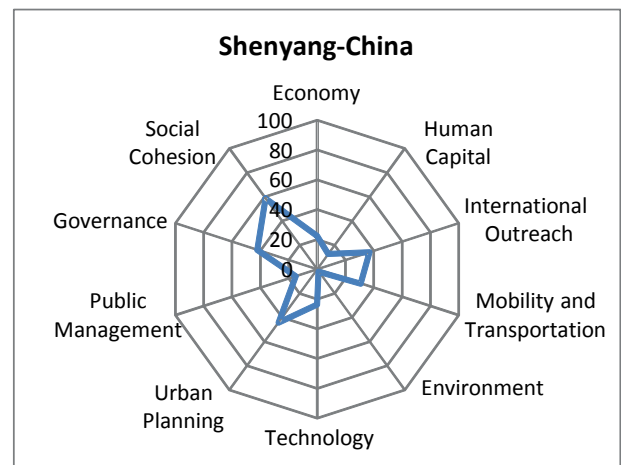 Shenyang-China
Economy
Human
Capital
International
Outreach
Mobility and
Transportation
Environment
Technology
Urban
Planning
Public
Management
Governance
Social
Cohesion
100
80
60
40
20
0